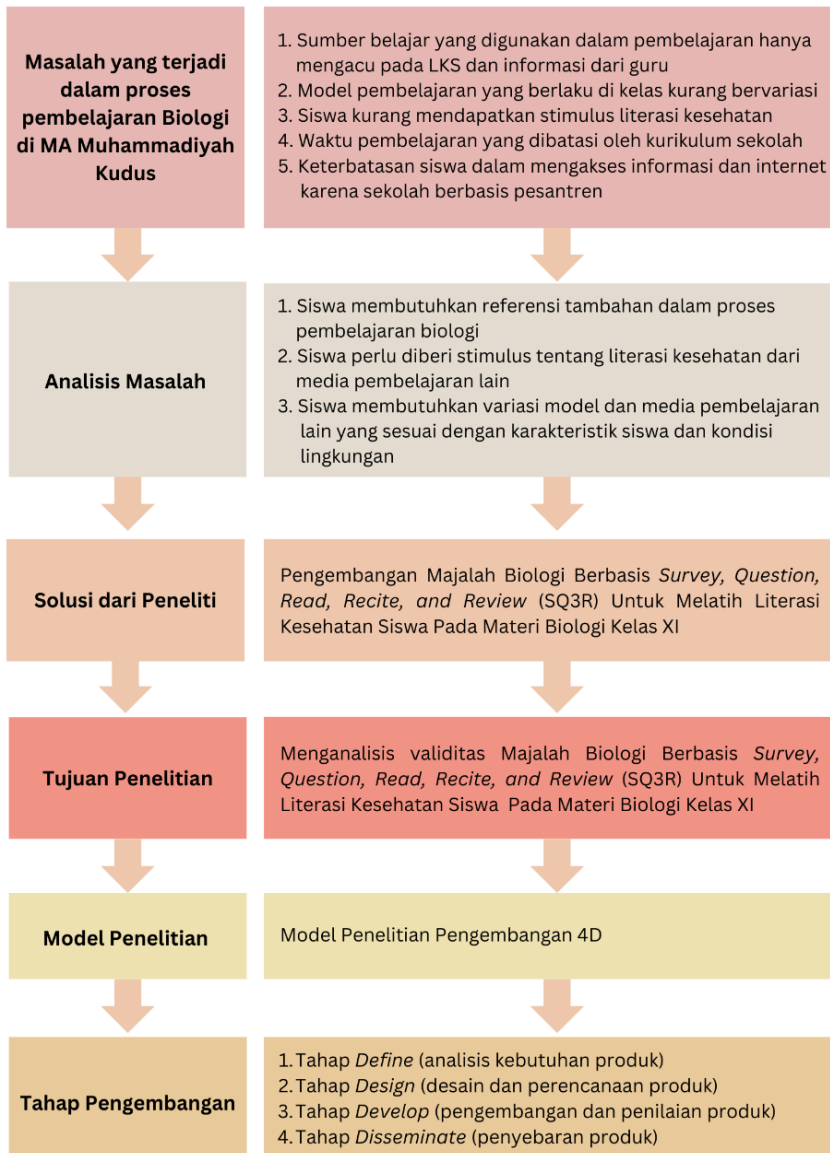 Masalah yang terjadi
dalam proses
pembelajaran Biologi
di MA Muhammadiyah
Kudus
1. Sumber belajar yang digunakan dalam pembelajaran hanya
mengacu pada LKS dan informasi dari guru
2. Model pembelajaran yang berlaku di kelas kurang bervariasi
3. Siswa kurang mendapatkan stimulus literasi kesehatan
4. Waktu pembelajaran yang dibatasi oleh kurikulum sekolah
5. Keterbatasan siswa dalam mengakses informasi dan internet
karena sekolah berbasis pesantren
Analisis Masalah
1. Siswa membutuhkan referensi tambahan dalam proses
pembelajaran biologi
2. Siswa perlu diberi stimulus tentang literasi kesehatan dari
media pembelajaran lain
3. Siswa membutuhkan variasi model dan media pembelajaran
lain yang sesuai dengan karakteristik siswa dan kondisi
lingkungan
Solusi dari Peneliti
Pengembangan Majalah Biologi Berbasis Survey, Question,
Read, Recite, and Review (SQ3R) Untuk Melatih Literasi
Kesehatan Siswa Pada Materi Biologi Kelas XI
Tujuan Penelitian
Menganalisis validitas Majalah Biologi Berbasis Survey,
Question, Read, Recite, and Review (SQ3R) Untuk Melatih
Literasi Kesehatan Siswa Pada Materi Biologi Kelas XI
Model Penelitian
Model Penelitian Pengembangan 4D
Tahap Pengembangan
1. Tahap Define (analisis kebutuhan produk)
2. Tahap Design (desain dan perencanaan produk)
3. Tahap Develop (pengembangan dan penilaian produk)
4. Tahap Disseminate (penyebaran produk)